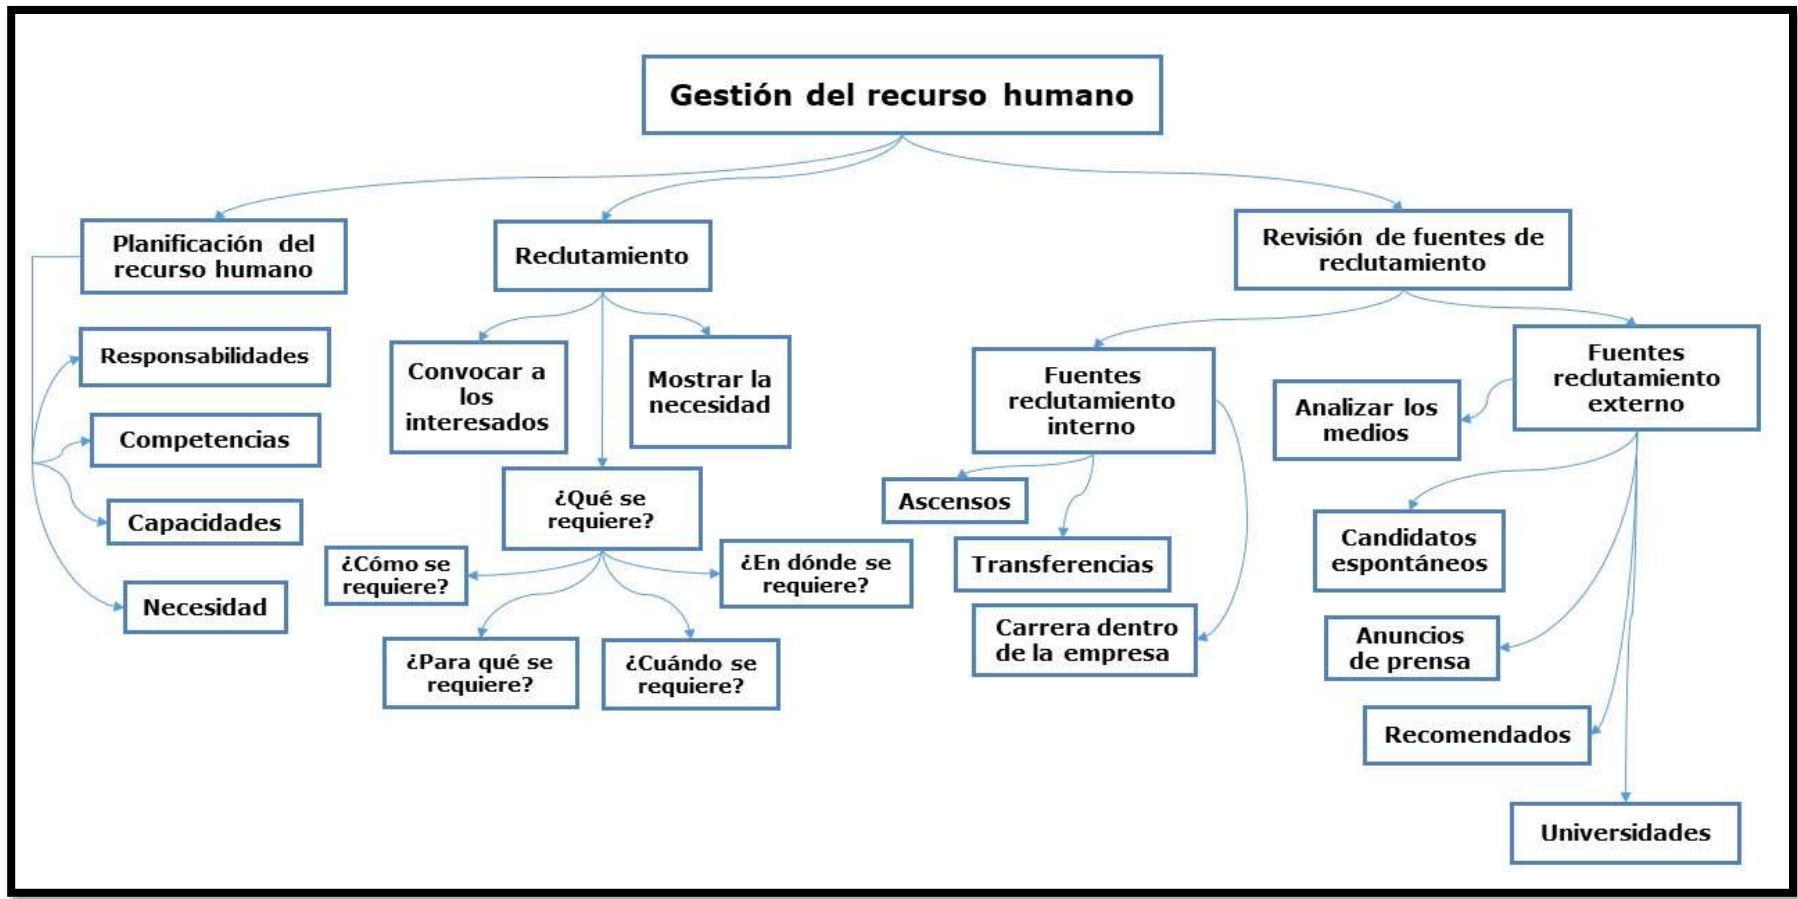 Gestión del recurso humano
Planificación del
recurso humano
Responsabilidades
Competencias
Capacidades
Necesidad
Reclutamiento
Convocar a
los
interesados
Mostrar la
necesidad
¿Qué se
requiere?
¿Cómo se
requiere?
¿En dónde se
requiere?
¿Para qué se
requiere?
¿Cuándo se
requiere?
Revisión de fuentes de
reclutamiento
Fuentes
reclutamiento
interno
Ascensos
Transferencias
Carrera dentro
de la empresa
Fuentes
reclutamiento
externo
Analizar los
medios
Candidatos
espontáneos
Anuncios
de prensa
Recomendados
Universidades